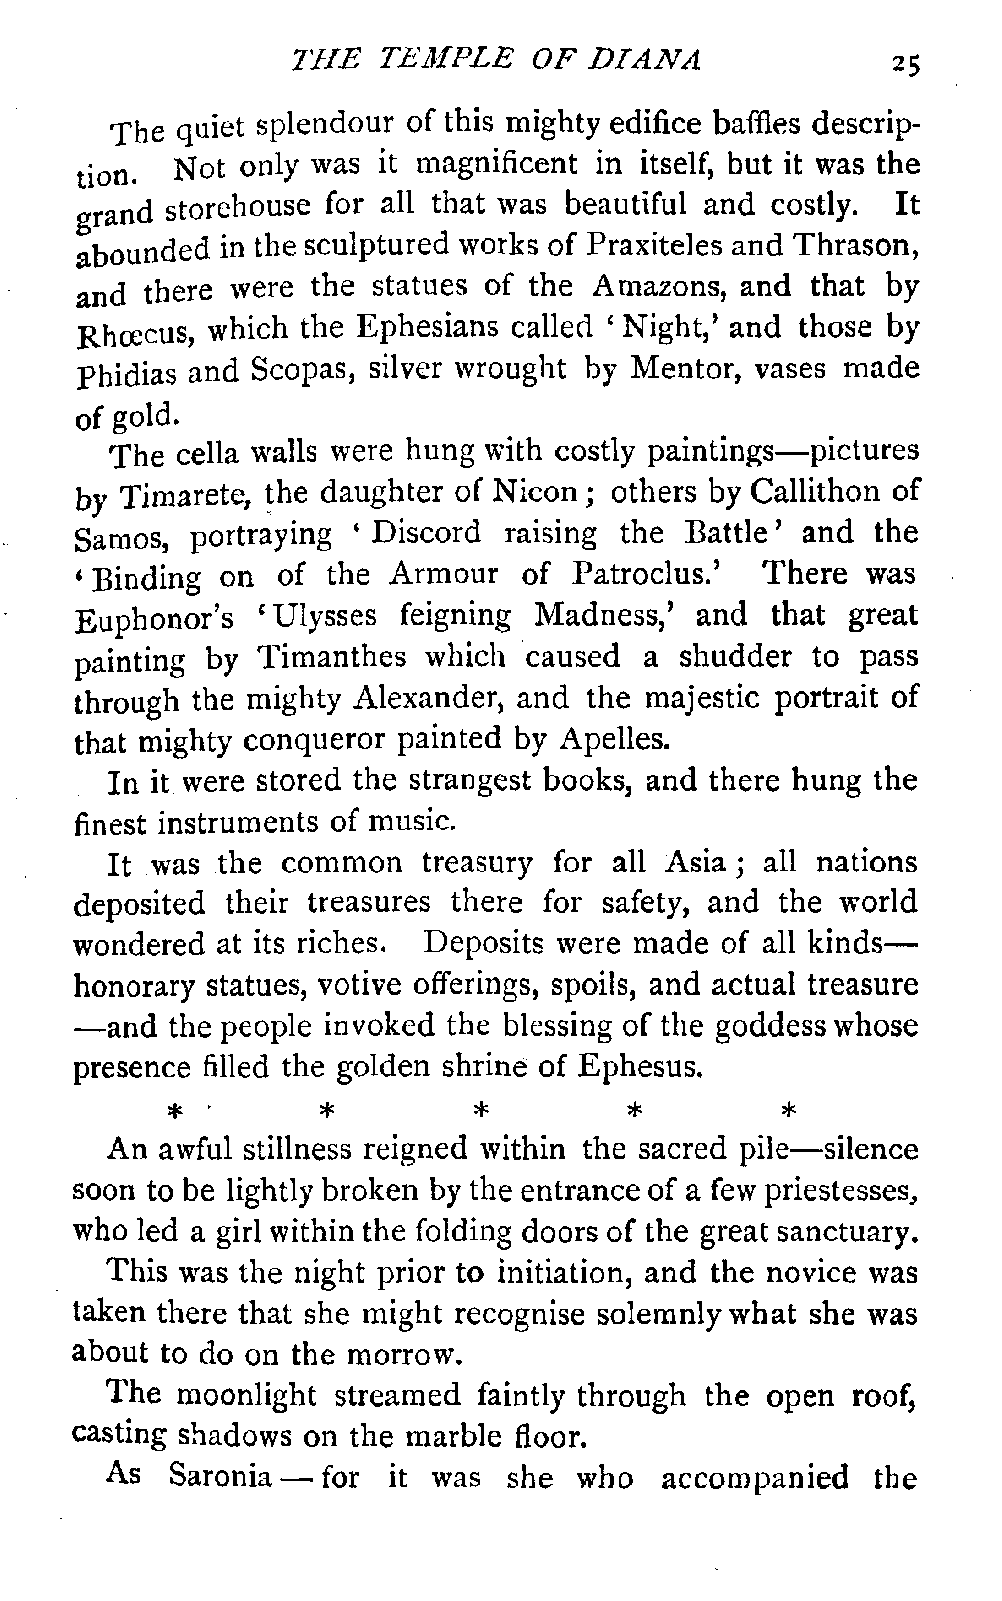 THE TEMPLE OF DIANA 25
The quiet splendour of this mighty edifice baffles descrip-
tion. Not only was it magnificent in itself, but it was the
grand storehouse for all that was beautiful and costly. It
abounded in the sculptured works of Praxiteles and Thrason,
and there were the statues of the Amazons, and that by
Rhœcus, which the Ephesians called ‘Night,’ and those by
Phidias and Scopas, silver wrought by Mentor, vases made
of gold.
The cella walls were hung with costly paintings—pictures
by Timarete, the daughter of Nicon; others by Callithon of
Samos, portraying ‘Discord raising the Battle’ and the
‘Binding on of the Armour of Patroclus.’ There was
Euphonor’s ‘Ulysses feigning Madness,’ and that great
painting by Timanthes which caused a shudder to pass
through the mighty Alexander, and the majestic portrait of
that mighty conqueror painted by Apelles.
In it were stored the strangest books, and there hung the
finest instruments of music.
It was the common treasury for all Asia; all nations
deposited their treasures there for safety, and the world
wondered at its riches. Deposits were made of all kinds—
honorary statues, votive offerings, spoils, and actual treasure
—and the people invoked the blessing of the goddess whose
presence filled the golden shrine of Ephesus.
* * * * *
An awful stillness reigned within the sacred pile—silence
soon to be lightly broken by the entrance of a few priestesses,
who led a girl within the folding doors of the great sanctuary.
This was the night prior to initiation, and the novice was
taken there that she might recognise solemnly what she was
about to do on the morrow.
The moonlight streamed faintly through the open roof,
casting shadows on the marble floor.
As Saronia—for it was she who accompanied the